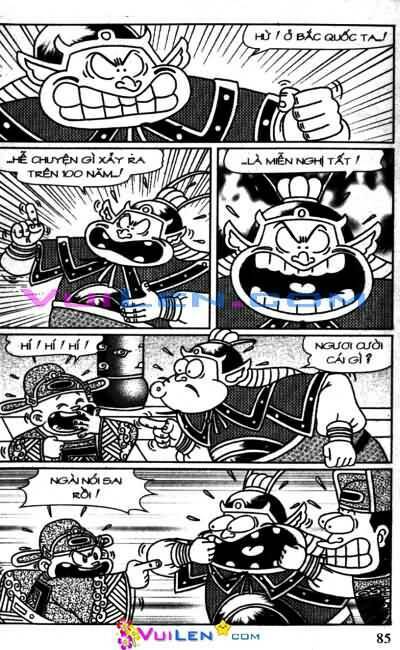 HỪ ! Ở BẮC QUỐC TA...!
...HỄ CHUYỆN GÌ XẢY RA
TRÊN 100 NĂM...!
...LÀ MIỄN NGHỊ TẤT !
VUILEN.COM
HÍ ! HÍ ! HÍ !
NGƯƠI CƯỜI
CÁI GÌ ?
NGÀI NÓI SAI
RỒI !
85
VUILEN.COM